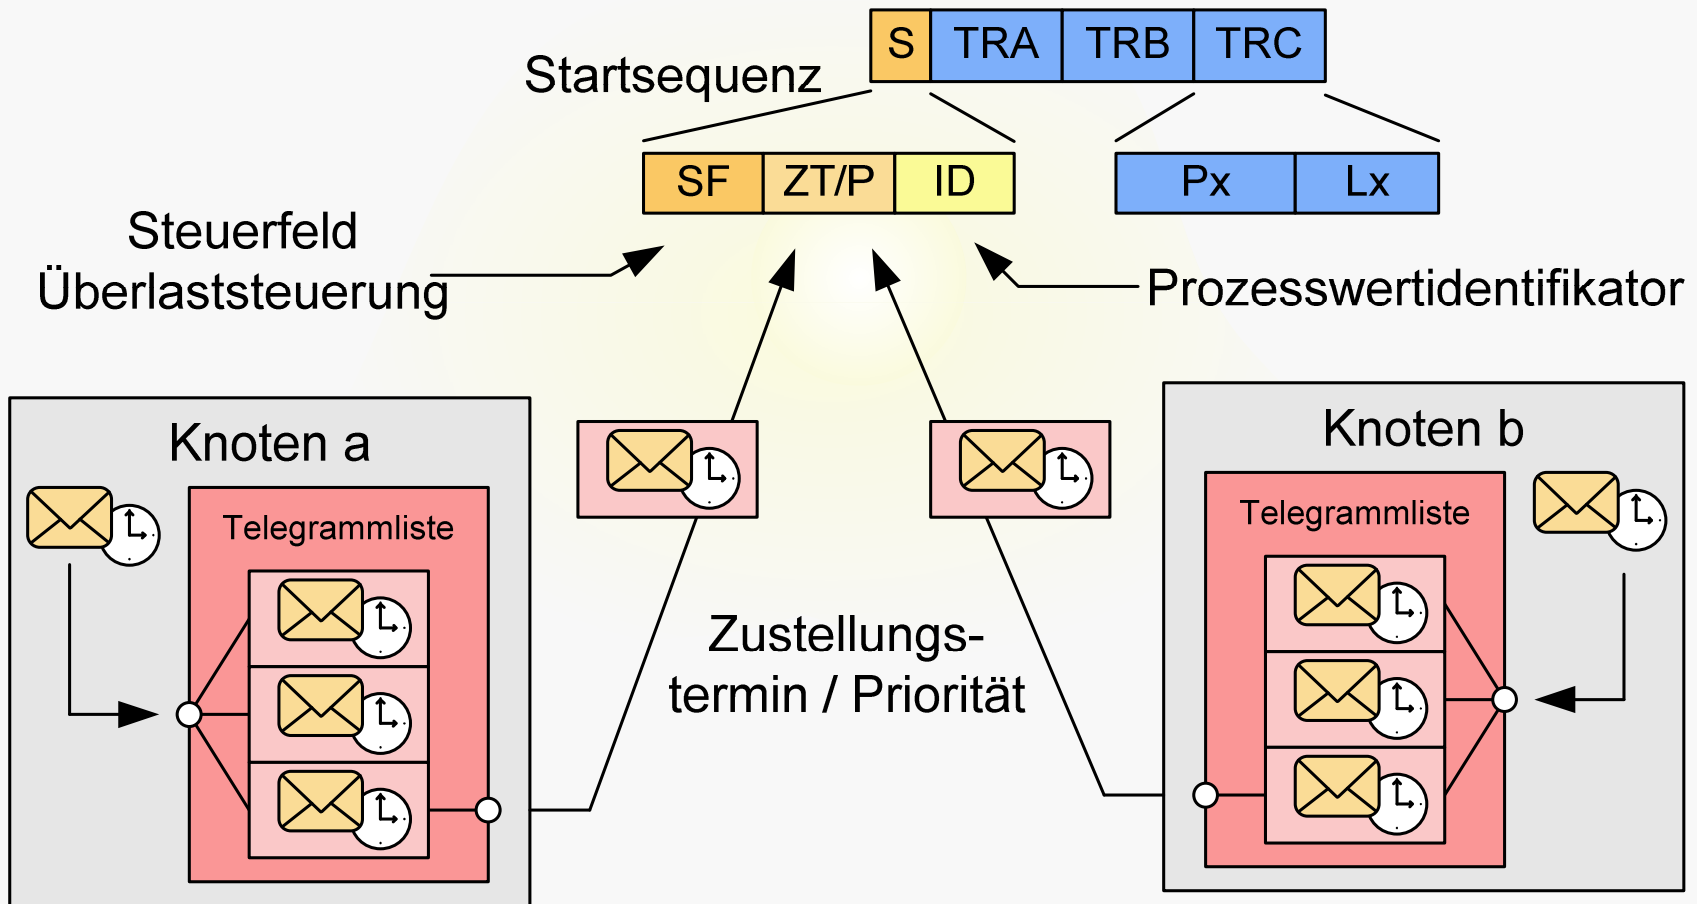 S TRA TRB TRC
Startsequenz
SF ZT/P ID Px Lx
Steuerfeld
Überlaststeuerung
Prozesswertidentifikator
Knoten a
Knoten b
Telegrammliste
Telegrammliste
Zustellungs-
termin / Priorität